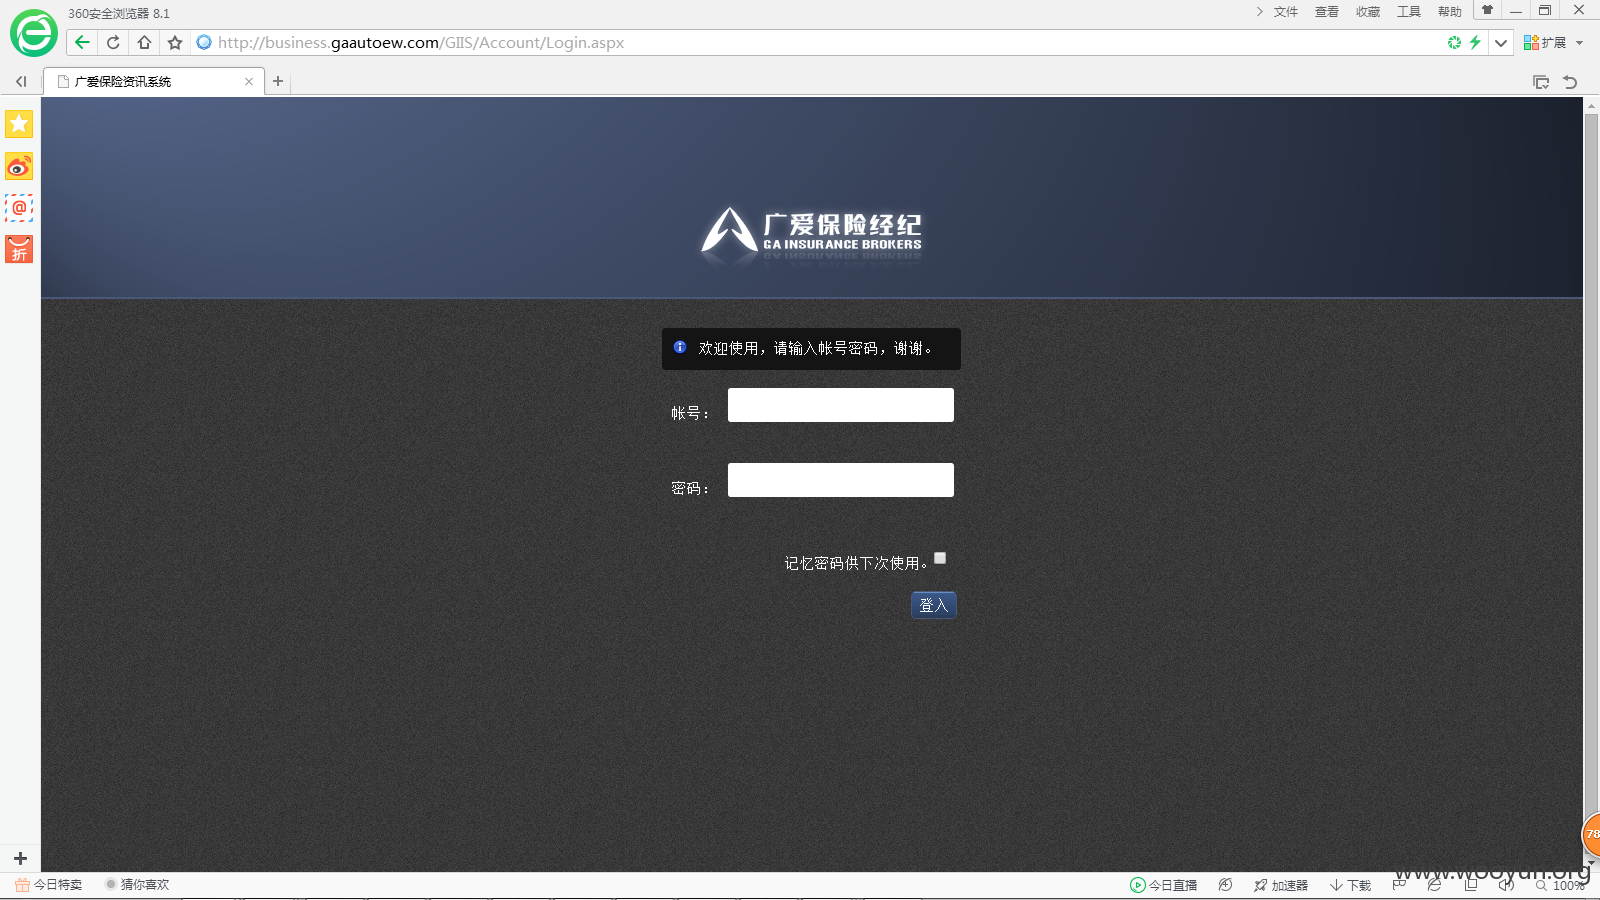 360安全浏览器 8.1
文件 查看 收藏 工具 帮助
http://business.gaautoew.com/GIIS/Account/Login.aspx
扩展
广爱保险资讯系统
@
折
广爱保险经纪
GA INSURANCE BROKERS
欢迎使用，请输入帐号密码，谢谢。
帐号：
密码：
记忆密码供下次使用。
登入
78
www.wooyun.org
今日特卖 猜你喜欢
今日直播 加速器 下载 100%